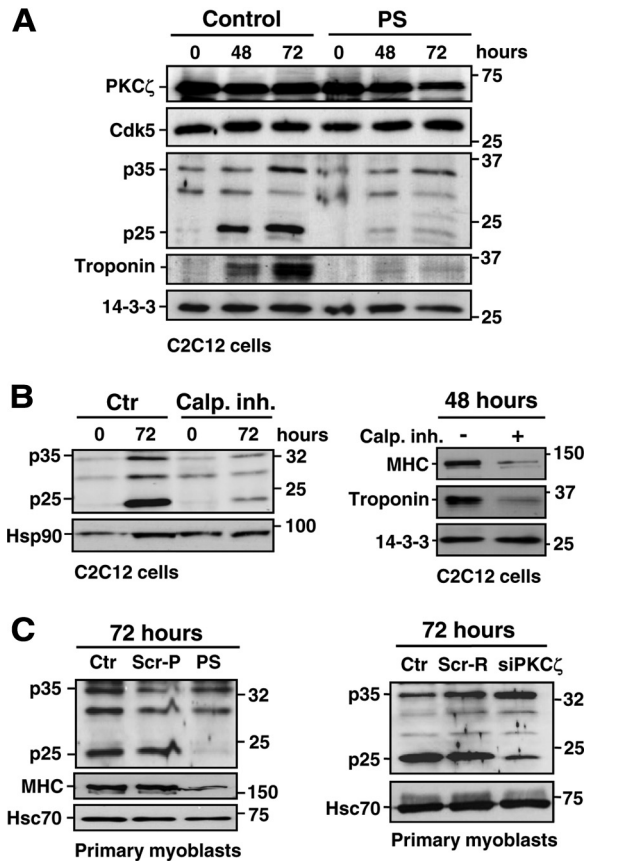 A
Control PS
0 48 72 0 48 72 hours
PKCζ 75
Cdk5 25
p35 37
p25 25
Troponin 37
14-3-3 25
C2C12 cells
B
Ctr Calp. inh.
0 72 0 72 hours
p35 32
p25 25
Hsp90 100
C2C12 cells
48 hours
Calp. inh. - +
MHC 150
Troponin 37
14-3-3 25
C2C12 cells
C
72 hours
Ctr Scr-P PS
p35 32
p25 25
MHC 150
Hsc70 75
Primary myoblasts
72 hours
Ctr Scr-R siPKCζ
p35 32
p25 25
Hsc70 75
Primary myoblasts